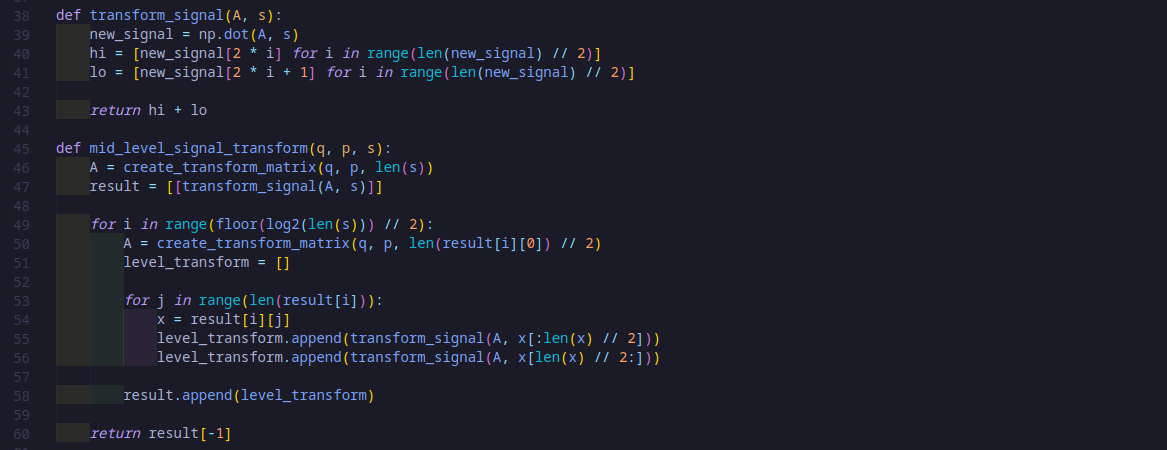 38 def transform_signal(A, s):
39     new_signal = np.dot(A, s)
40     hi = [new_signal[2 * i] for i in range(len(new_signal) // 2)]
41     lo = [new_signal[2 * i + 1] for i in range(len(new_signal) // 2)]
42
43     return hi + lo
44
45 def mid_level_signal_transform(q, p, s):
46     A = create_transform_matrix(q, p, len(s))
47     result = [[transform_signal(A, s)]]
48
49     for i in range(floor(log2(len(s))) // 2):
50         A = create_transform_matrix(q, p, len(result[i][0]) // 2)
51         level_transform = []
52
53         for j in range(len(result[i])):
54             x = result[i][j]
55             level_transform.append(transform_signal(A, x[:len(x) // 2]))
56             level_transform.append(transform_signal(A, x[len(x) // 2:]))
57
58         result.append(level_transform)
59
60     return result[-1]